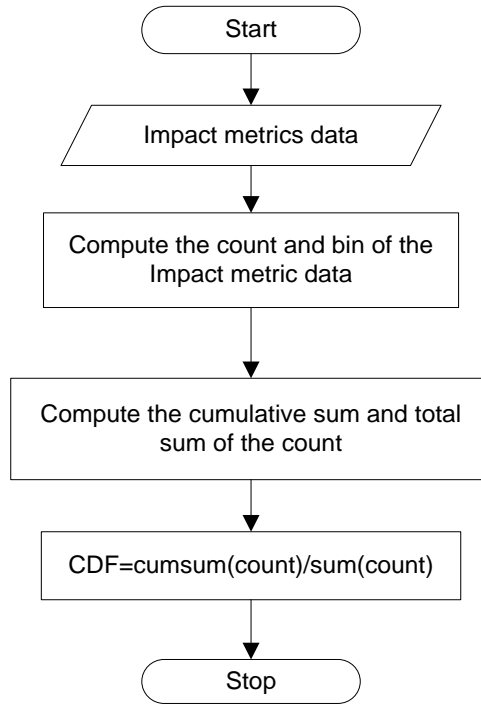 Start
Impact metrics data
Compute the count and bin of the
Impact metric data
Compute the cumulative sum and total
sum of the count
CDF=cumsum(count)/sum(count)
Stop